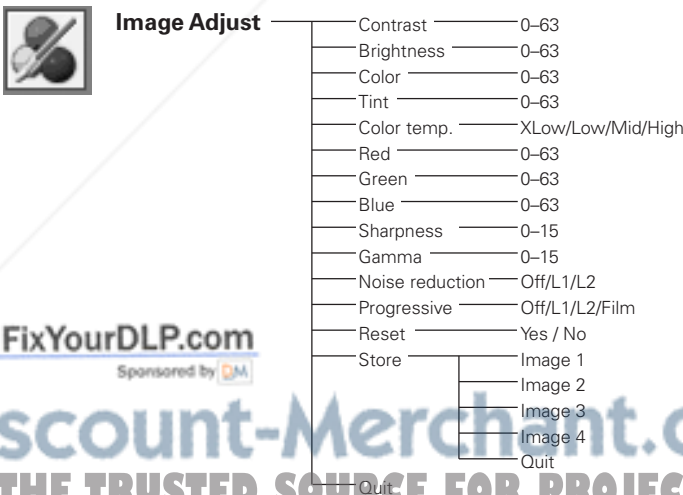 Image Adjust
Contrast 0–63
Brightness 0–63
Color 0–63
Tint 0–63
Color temp. XLow/Low/Mid/High
Red 0–63
Green 0–63
Blue 0–63
Sharpness 0–15
Gamma 0–15
Noise reduction Off/L1/L2
Progressive Off/L1/L2/Film
Reset Yes / No
Store Image 1
Image 2
Image 3
Image 4
Quit
Quit
FixYourDLP.com
Sponsored by DM
scount-Merchant.c
THE TRUSTED SOURCE FOR PROJEC